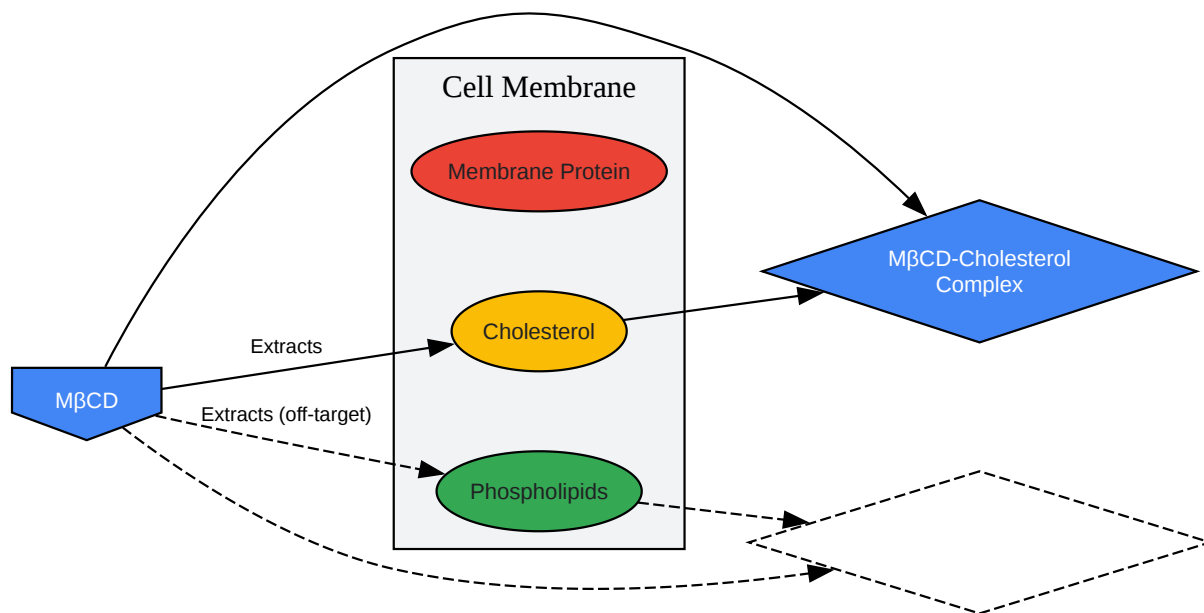 Cell Membrane
Membrane Protein
MβCD-Cholesterol
Complex
Cholesterol
Extracts
MβCD
Extracts (off-target)
Phospholipids